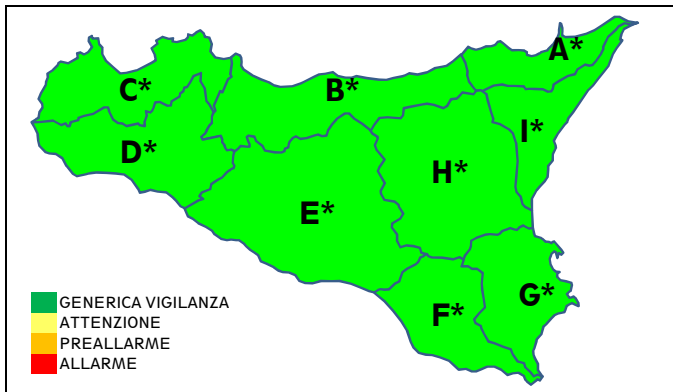 A*
B*
C*
I*
D*
H*
E*
G*
F*
GENERICA VIGILANZA
ATTENZIONE
PREALLARME
ALLARME